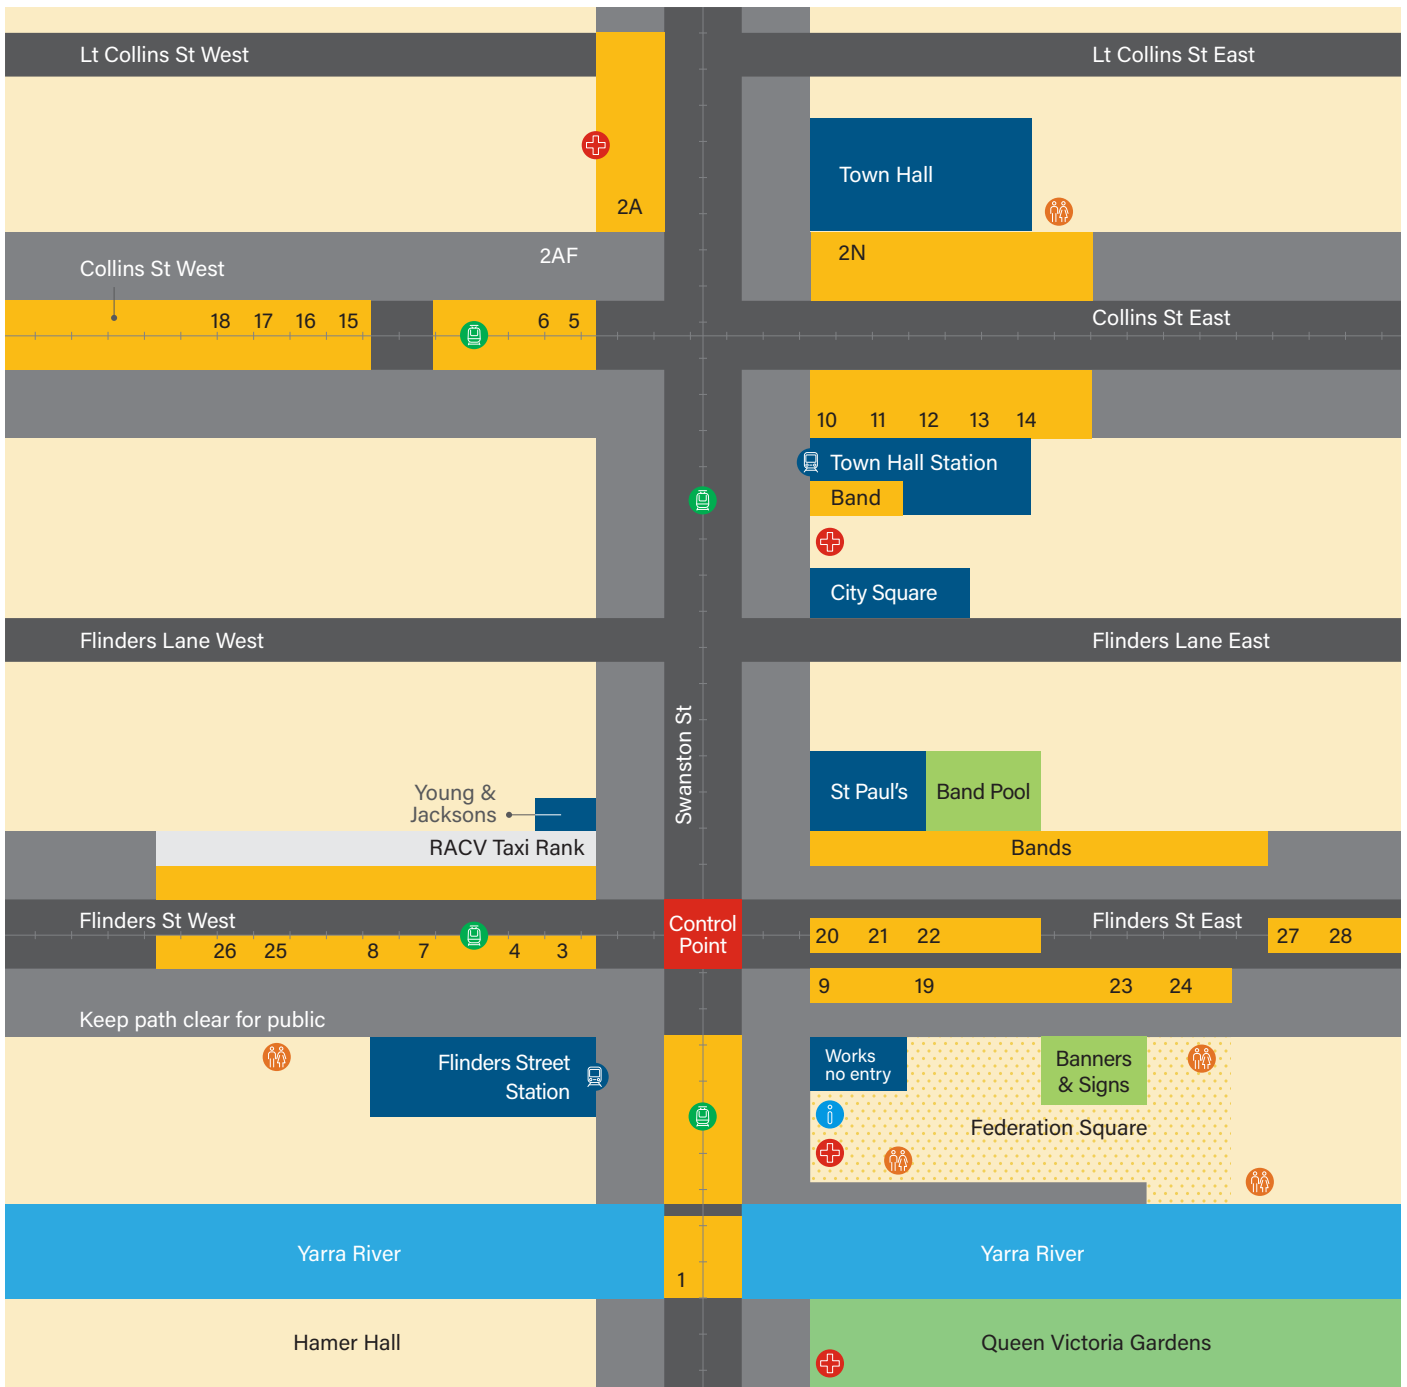 Lt Collins St West
Lt Collins St East
Town Hall
2A
2AF
2N
Collins St West
18 17 16 15
6 5
Collins St East
10 11 12 13 14
Town Hall Station
Band
City Square
Flinders Lane West
Flinders Lane East
Swanston St
Young &
Jacksons
St Paul's
Band Pool
RACV Taxi Rank
Bands
Flinders St West
Control
Point
Flinders St East
26 25 8 7 4 3
20 21 22
27 28
9 19 23 24
Keep path clear for public
Flinders Street
Station
Works
no entry
Banners
& Signs
Federation Square
Yarra River
Yarra River
1
Hamer Hall
Queen Victoria Gardens